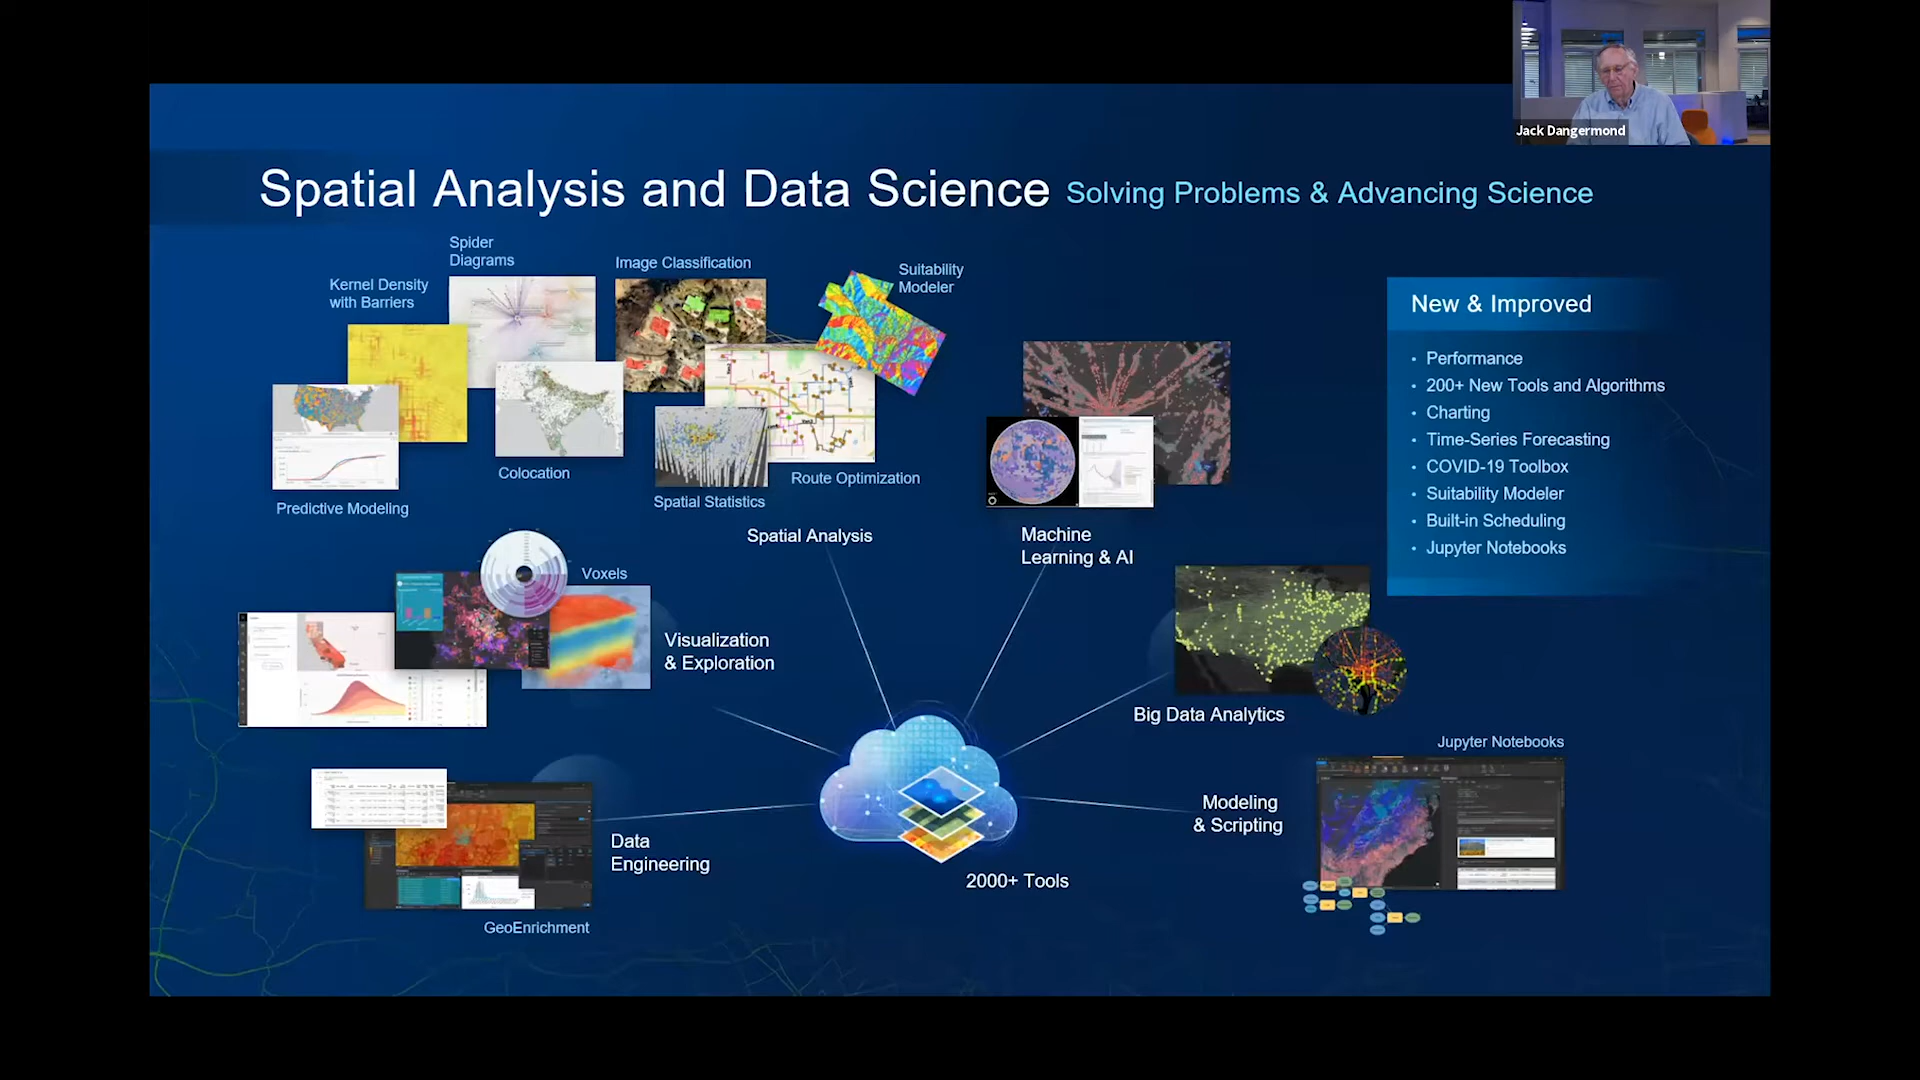 Jack Dangermond
Spatial Analysis and Data Science Solving Problems & Advancing Science
Spider
Diagrams
Kernel Density
with Barriers
Image Classification
Suitability
Modeler
Colocation
Predictive Modeling
Spatial Statistics
Route Optimization
Spatial Analysis
Machine
Learning & AI
New & Improved
• Performance
• 200+ New Tools and Algorithms
• Charting
• Time-Series Forecasting
• COVID-19 Toolbox
• Suitability Modeler
• Built-in Scheduling
• Jupyter Notebooks
Voxels
Visualization
& Exploration
Big Data Analytics
Jupyter Notebooks
Modeling
& Scripting
Data
Engineering
GeoEnrichment
2000+ Tools